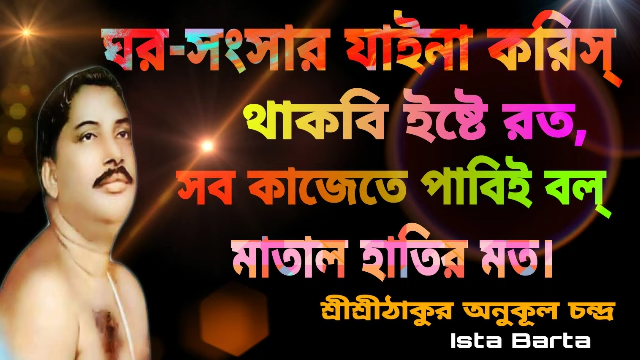 ঘর-সংসার যাইনা করিস্
থাকবি ইষ্টে রত,
সব কাজেতে পাবিই বল্
মাতাল হাতির মত।
শ্রীশ্রীঠাকুর অনুকূল চন্দ্র
Ista Barta